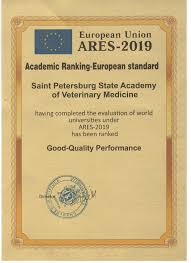 European Union
ARES-2019
Academic Ranking-European standard
Saint Petersburg State Academy
of Veterinary Medicine
having completed the evaluation of world
universities under
ARES-2019
has been ranked
Good-Quality Performance
Director